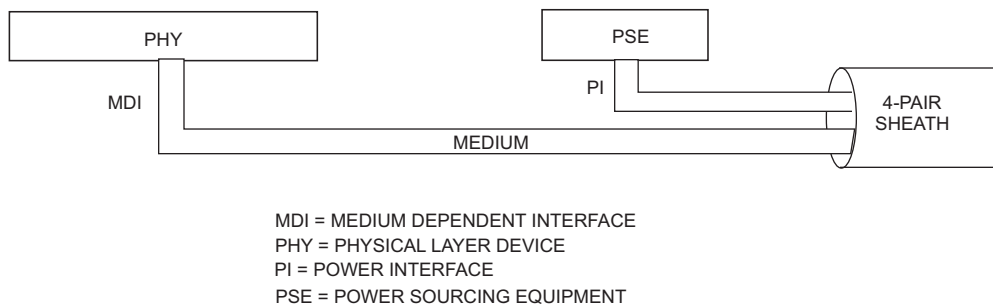 PHY
PSE
MDI
PI
4-PAIR
SHEATH
MEDIUM
MDI = MEDIUM DEPENDENT INTERFACE
PHY = PHYSICAL LAYER DEVICE
PI = POWER INTERFACE
PSE = POWER SOURCING EQUIPMENT